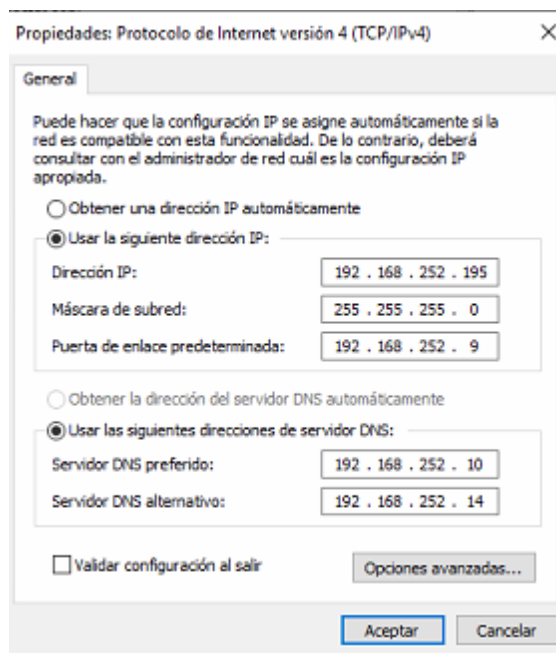 Propiedades: Protocolo de Internet versión 4 (TCP/IPv4)
General
Puede hacer que la configuración IP se asigne automáticamente si la
red es compatible con esta funcionalidad. De lo contrario, deberá
consultar con el administrador de red cuál es la configuración IP
apropiada.
Obtener una dirección IP automáticamente
Usar la siguiente dirección IP:
Dirección IP: 192 . 168 . 252 . 195
Máscara de subred: 255 . 255 . 255 . 0
Puerta de enlace predeterminada: 192 . 168 . 252 . 9
Obtener la dirección del servidor DNS automáticamente
Usar las siguientes direcciones de servidor DNS:
Servidor DNS preferido: 192 . 168 . 252 . 10
Servidor DNS alternativo: 192 . 168 . 252 . 14
Validar configuración al salir
Opciones avanzadas...
Aceptar Cancelar